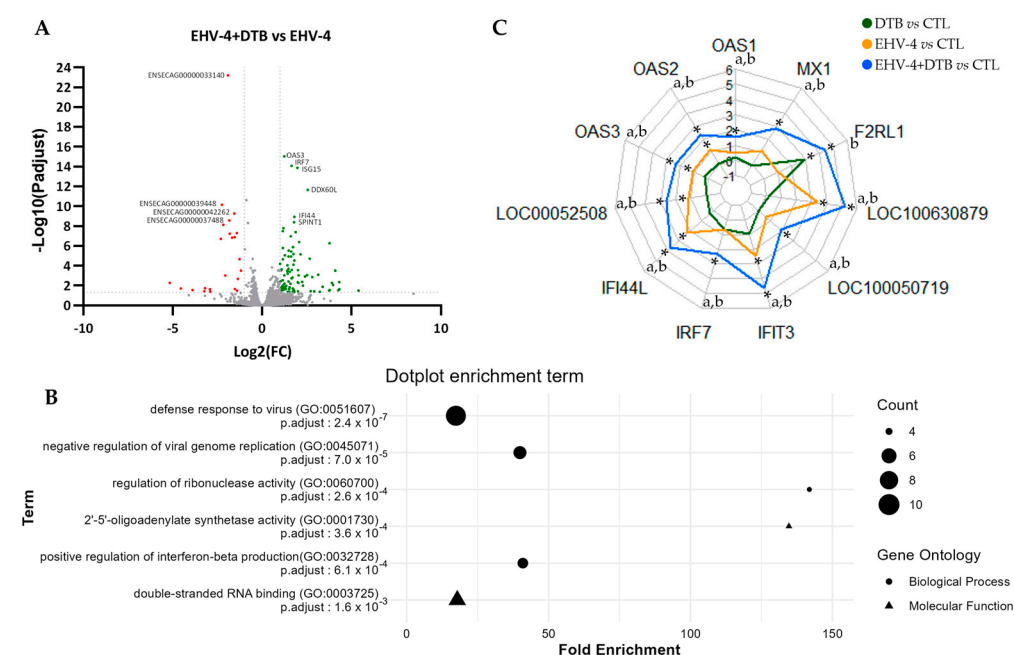 A
EHV-4+DTB vs EHV-4
-Log10(Padjust)
24
22
20
18
16
14
12
10
8
6
4
2
0
-10
-5
0
5
10
Log2(FC)
ENSECAG00000033140
OAS3
IRF7
ISG15
DDX60L
ENSECAG00000039448
ENSECAG00000042262
ENSECAG00000037488
IFI44
SPINT1
C
DTB vs CTL
EHV-4 vs CTL
EHV-4+DTB vs CTL
OAS1
a,b
MX1
a,b
F2RL1
b
LOC100630879
a,b
LOC100050719
a,b
IFIT3
a,b
IRF7
a,b
IFI44L
a,b
LOC00052508
a,b
OAS3
a,b
OAS2
a,b
6
5
4
3
2
1
0
-1
* * * * * * * * * * * * * * * * * * *
B
Dotplot enrichment term
Term
defense response to virus (GO:0051607)
p.adjust : 2.4 x 10-7
negative regulation of viral genome replication (GO:0045071)
p.adjust : 7.0 x 10-5
regulation of ribonuclease activity (GO:0060700)
p.adjust : 2.6 x 10-4
2'-5'-oligoadenylate synthetase activity (GO:0001730)
p.adjust : 3.6 x 10-4
positive regulation of interferon-beta production(GO:0032728)
p.adjust : 6.1 x 10-4
double-stranded RNA binding (GO:0003725)
p.adjust : 1.6 x 10-3
0
50
100
150
Fold Enrichment
Count
4
6
8
10
Gene Ontology
Biological Process
Molecular Function